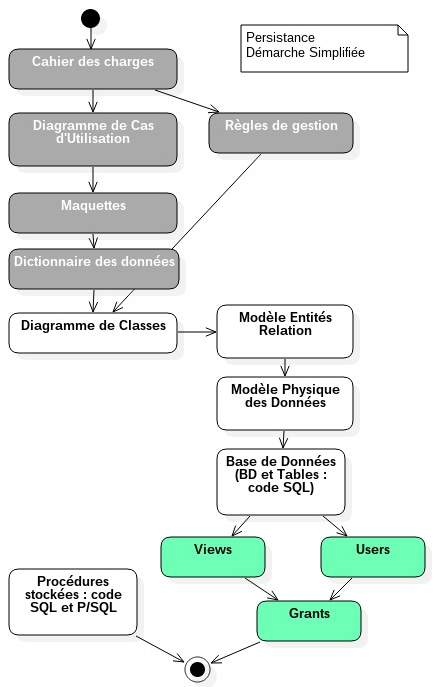 Persistance
Démarche Simplifiée
Cahier des charges
Diagramme de Cas
d'Utilisation
Règles de gestion
Maquettes
Dictionnaire des données
Diagramme de Classes
Modèle Entités
Relation
Modèle Physique
des Données
Base de Données
(BD et Tables :
code SQL)
Views
Users
Procédures
stockées : code
SQL et P/SQL
Grants